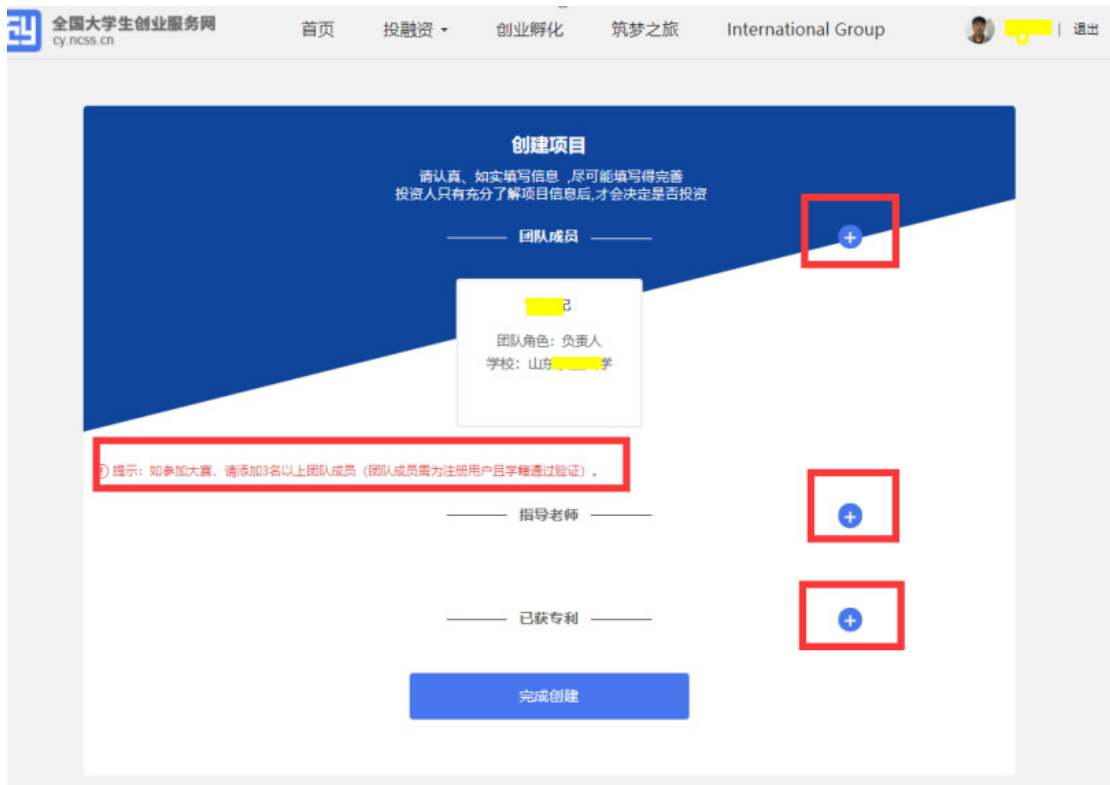 全国大学生创业服务网
cy.ncss.cn
首页 投融资 创业孵化 筑梦之旅 International Group | 退出
创建项目
请认真、如实填写信息 ,尽可能填写得完善
投资人只有充分了解项目信息后,才会决定是否投资
团队成员
记
团队角色：负责人
学校：山东 学
提示：如参加大赛，请添加3名以上团队成员（团队成员需为注册用户且学籍通过验证）。
指导老师
已获专利
完成创建